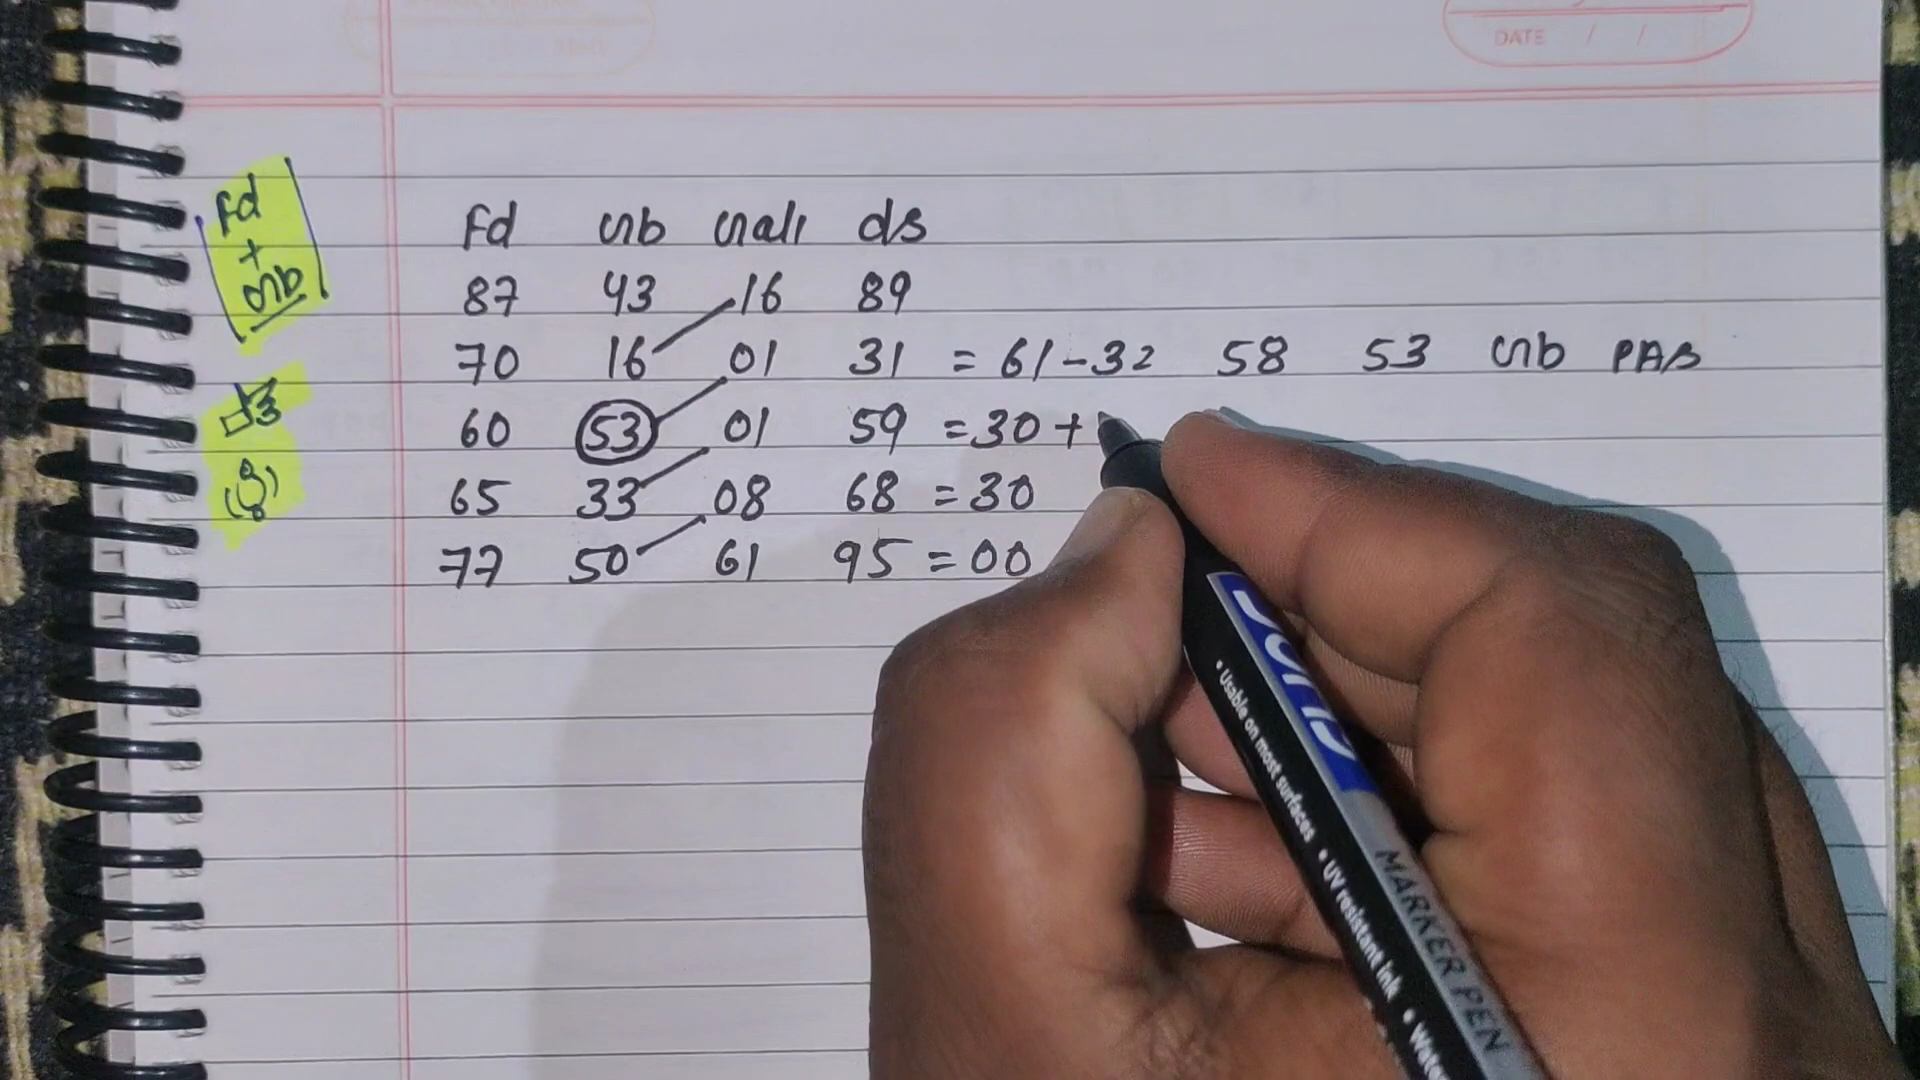 DATE / /
Fd
+
GB
Fd GB Gali dS
87 43 16 89
70 16 01 31 = 61-32 58 53 GB PAS
60 53 01 59 =30+
65 33 08 68 =30
77 50 61 95 =00
• Usable on most surfaces • UV resistant ink •
MARKER PEN